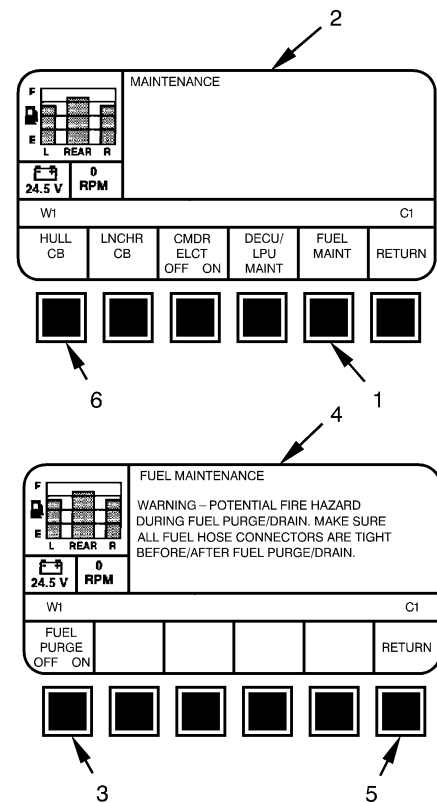 2
F
E
L REAR R
24.5 V
0
RPM
MAINTENANCE
W1
C1
HULL
CB
LNCHR
CB
CMDR
ELCT
OFF ON
DECU/
LPU
MAINT
FUEL
MAINT
RETURN
6
1
4
F
E
L REAR R
24.5 V
0
RPM
FUEL MAINTENANCE
WARNING – POTENTIAL FIRE HAZARD
DURING FUEL PURGE/DRAIN. MAKE SURE
ALL FUEL HOSE CONNECTORS ARE TIGHT
BEFORE/AFTER FUEL PURGE/DRAIN.
W1
C1
FUEL
PURGE
OFF ON
RETURN
3
5